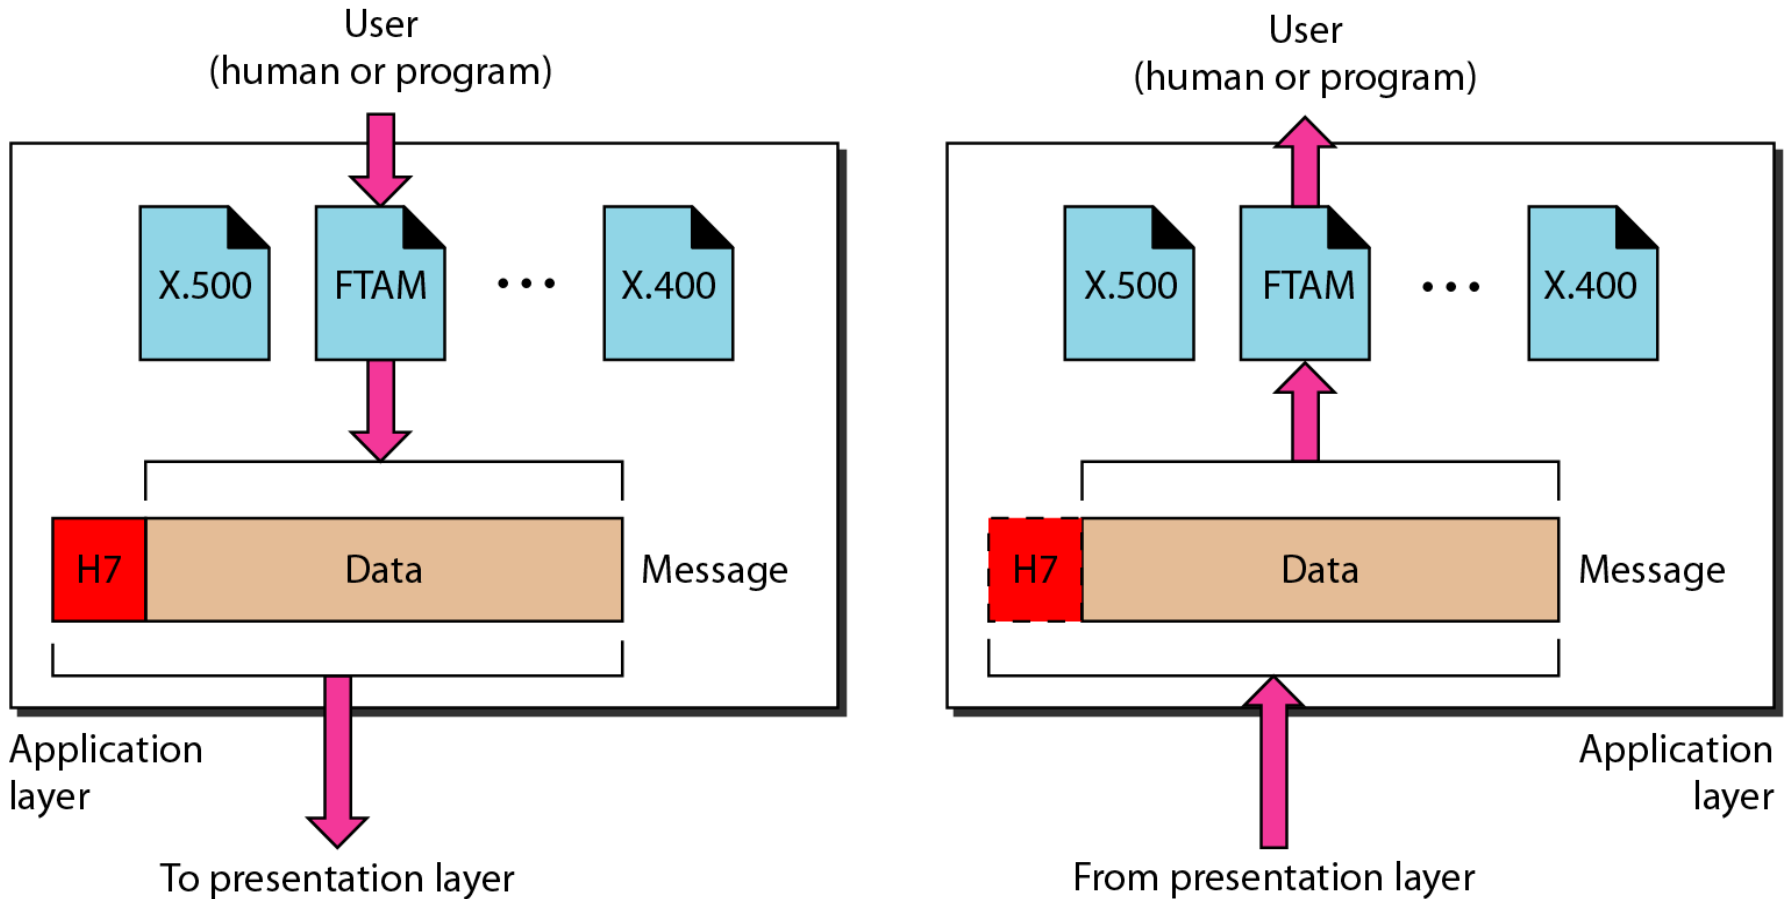 User
(human or program)
X.500
FTAM
...
X.400
H7
Data
Message
Application
layer
To presentation layer
User
(human or program)
X.500
FTAM
...
X.400
H7
Data
Message
Application
layer
From presentation layer